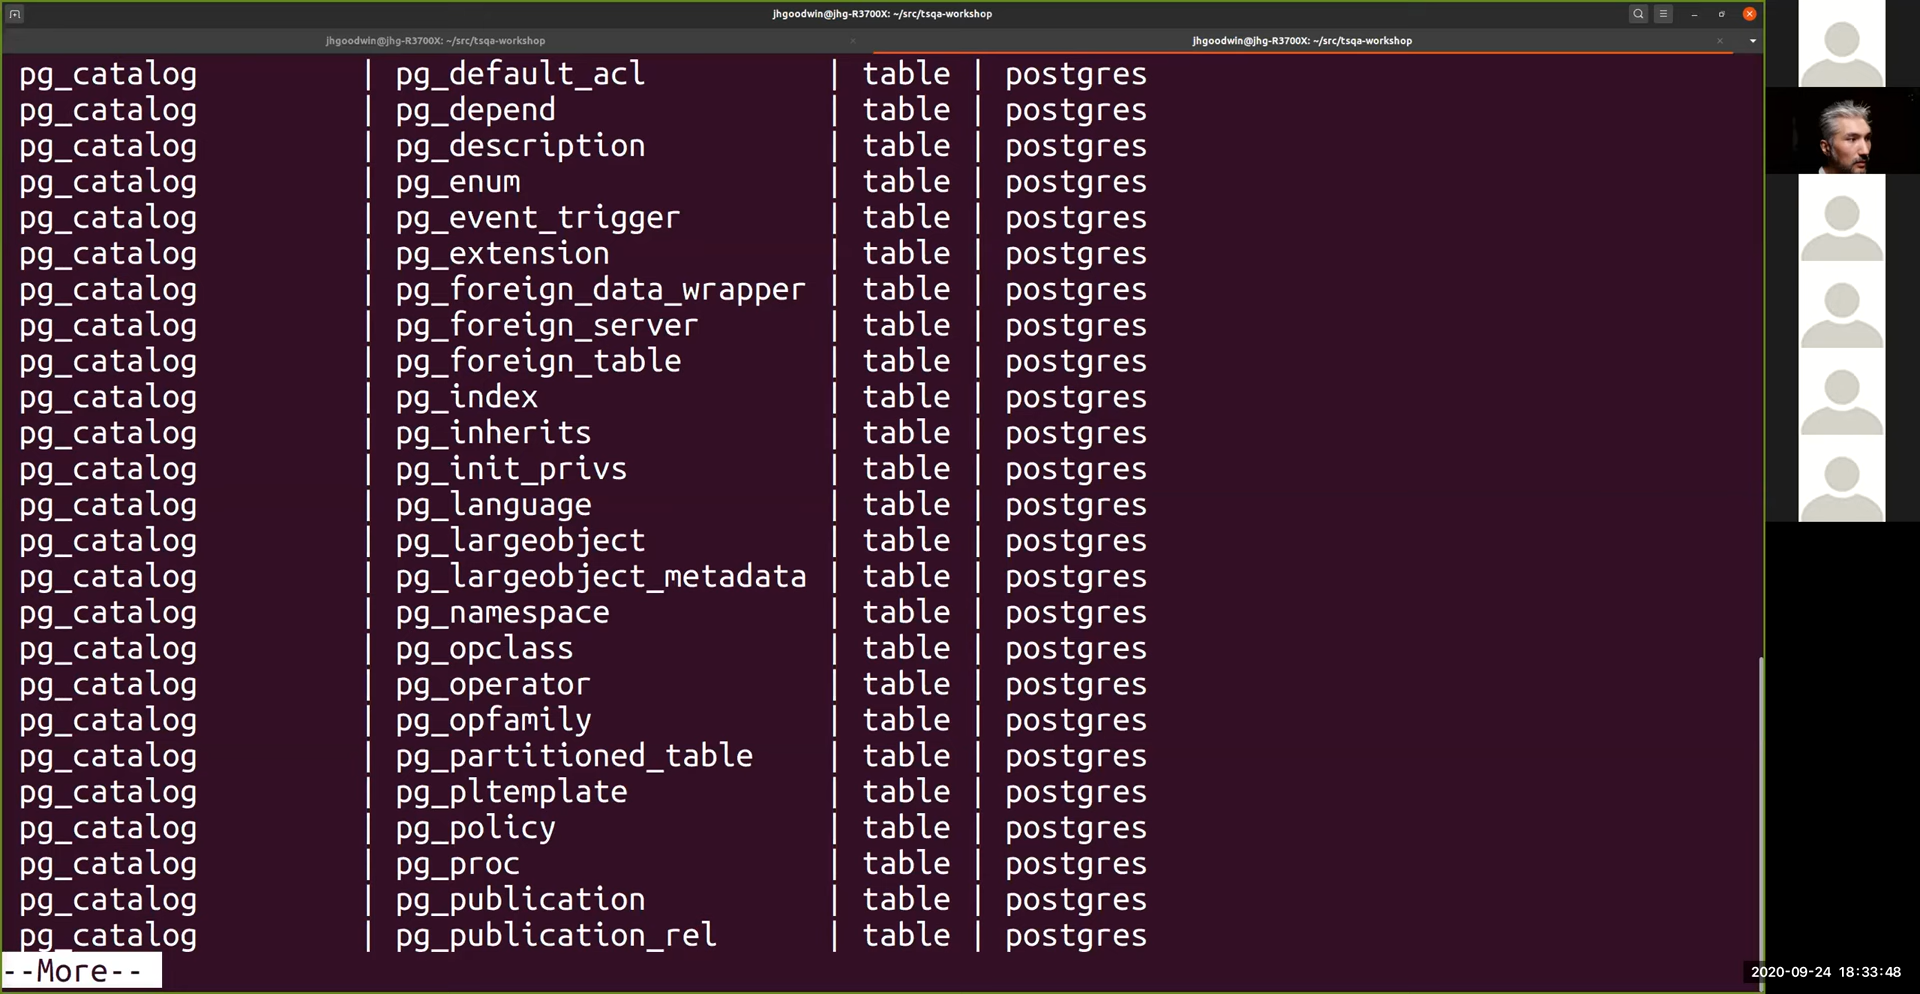 jhgoodwin@jhg-R3700X: ~/src/tsqa-workshop
jhgoodwin@jhg-R3700X: ~/src/tsqa-workshop
jhgoodwin@jhg-R3700X: ~/src/tsqa-workshop
pg_catalog | pg_default_acl | table | postgres
pg_catalog | pg_depend | table | postgres
pg_catalog | pg_description | table | postgres
pg_catalog | pg_enum | table | postgres
pg_catalog | pg_event_trigger | table | postgres
pg_catalog | pg_extension | table | postgres
pg_catalog | pg_foreign_data_wrapper | table | postgres
pg_catalog | pg_foreign_server | table | postgres
pg_catalog | pg_foreign_table | table | postgres
pg_catalog | pg_index | table | postgres
pg_catalog | pg_inherits | table | postgres
pg_catalog | pg_init_privs | table | postgres
pg_catalog | pg_language | table | postgres
pg_catalog | pg_largeobject | table | postgres
pg_catalog | pg_largeobject_metadata | table | postgres
pg_catalog | pg_namespace | table | postgres
pg_catalog | pg_opclass | table | postgres
pg_catalog | pg_operator | table | postgres
pg_catalog | pg_opfamily | table | postgres
pg_catalog | pg_partitioned_table | table | postgres
pg_catalog | pg_pltemplate | table | postgres
pg_catalog | pg_policy | table | postgres
pg_catalog | pg_proc | table | postgres
pg_catalog | pg_publication | table | postgres
pg_catalog | pg_publication_rel | table | postgres
--More--
2020-09-24 18:33:48